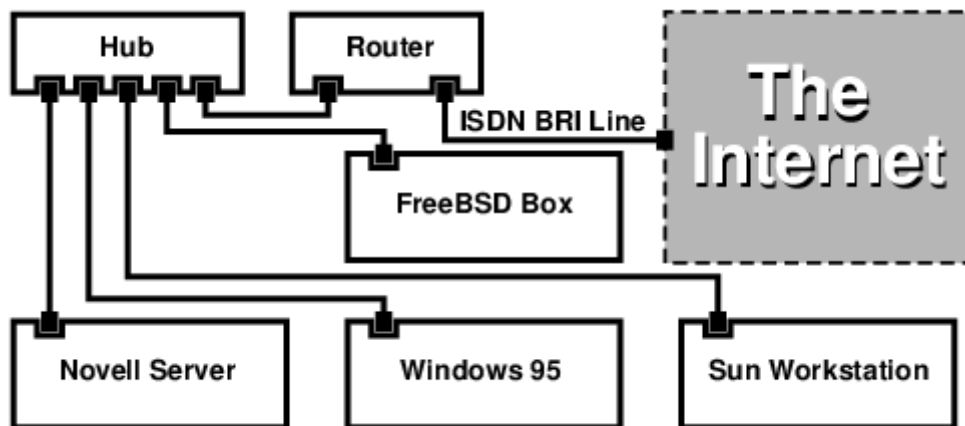 Hub
Router
The
Internet
ISDN BRI Line
FreeBSD Box
Novell Server
Windows 95
Sun Workstation